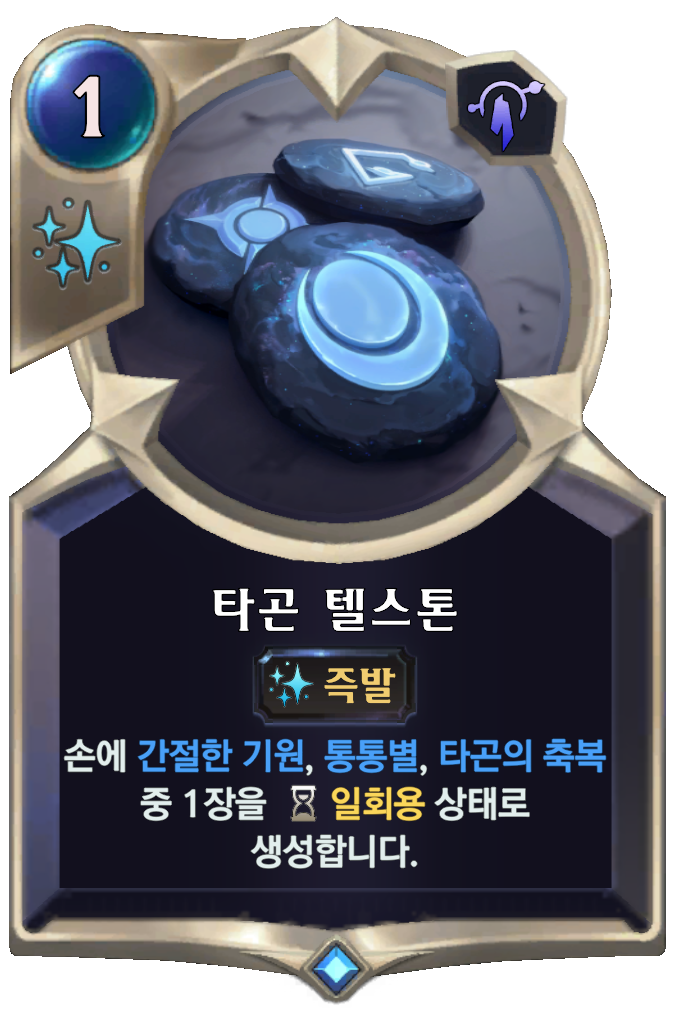 1
타곤 텔스톤
즉발
손에 간절한 기원, 통통별, 타곤의 축복
중 1장을 일회용 상태로
생성합니다.